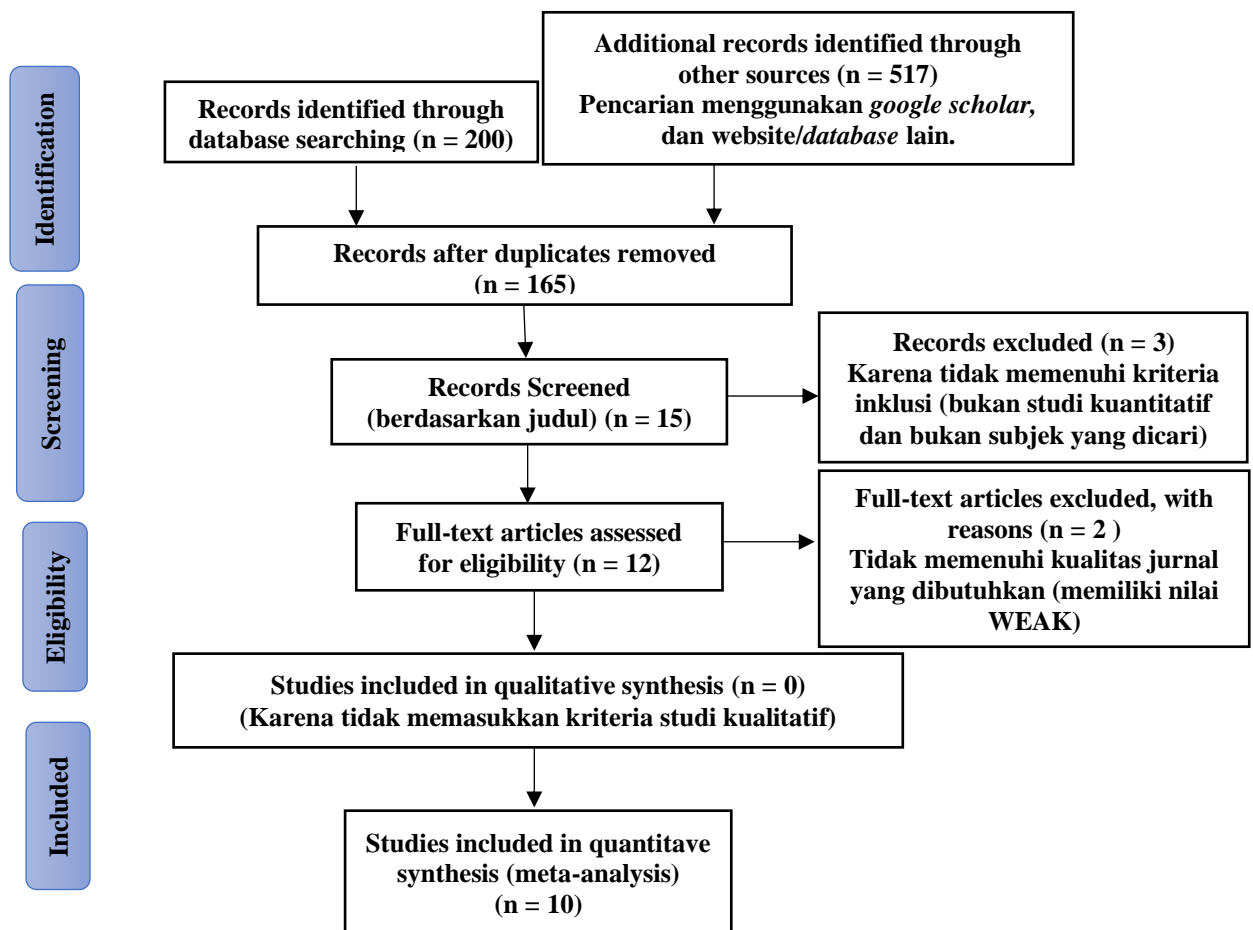 Identification
Records identified through
database searching (n = 200)
Additional records identified through
other sources (n = 517)
Pencarian menggunakan google scholar,
dan website/database lain.
Records after duplicates removed
(n = 165)
Screening
Records Screened
(berdasarkan judul) (n = 15)
Records excluded (n = 3)
Karena tidak memenuhi kriteria
inklusi (bukan studi kuantitatif
dan bukan subjek yang dicari)
Eligibility
Full-text articles assessed
for eligibility (n = 12)
Full-text articles excluded, with
reasons (n = 2 )
Tidak memenuhi kualitas jurnal
yang dibutuhkan (memiliki nilai
WEAK)
Studies included in qualitative synthesis (n = 0)
(Karena tidak memasukkan kriteria studi kualitatif)
Included
Studies included in quantitave
synthesis (meta-analysis)
(n = 10)